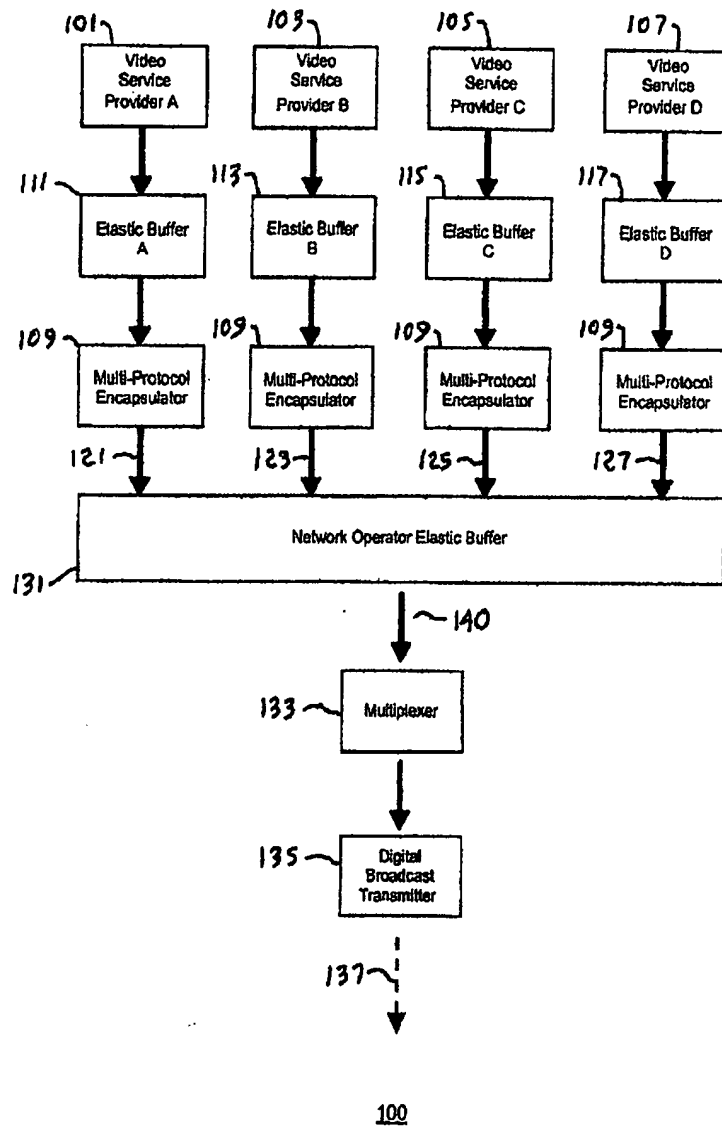 101 103 105 107
Video Service Provider A
Video Service Provider B
Video Service Provider C
Video Service Provider D
111 113 115 117
Elastic Buffer A
Elastic Buffer B
Elastic Buffer C
Elastic Buffer D
109 109 109 109
Multi-Protocol Encapsulator
Multi-Protocol Encapsulator
Multi-Protocol Encapsulator
Multi-Protocol Encapsulator
121 123 125 127
Network Operator Elastic Buffer
131
140
133
Multiplexer
135
Digital Broadcast Transmitter
137
100